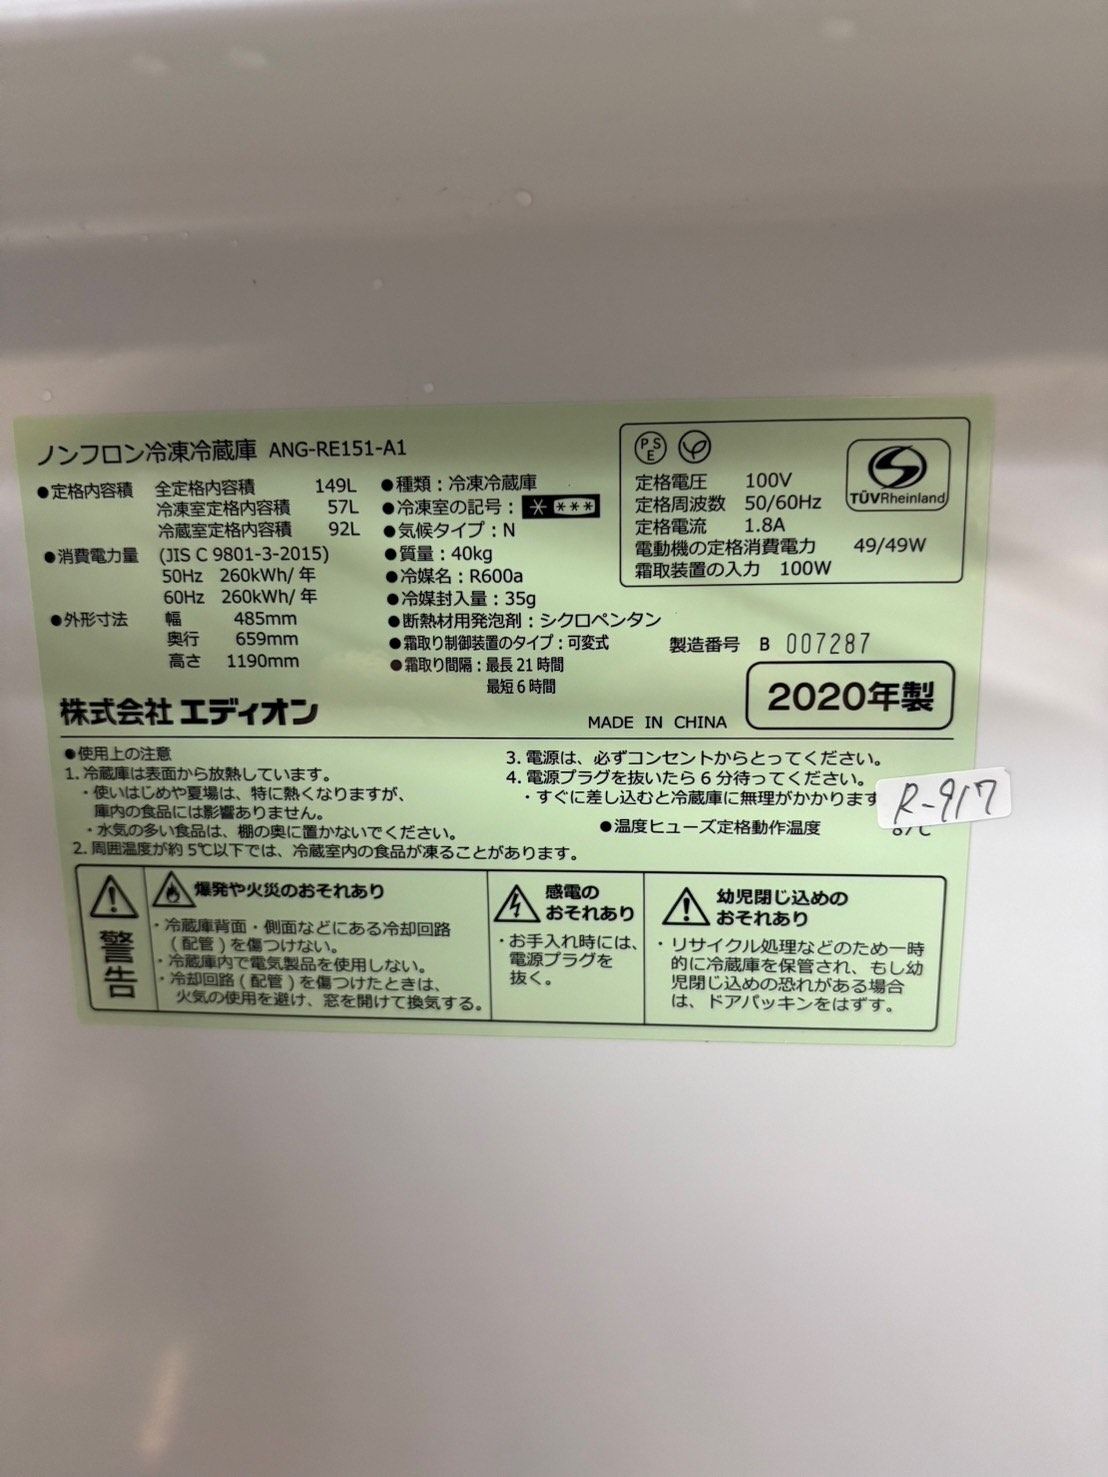 ノンフロン冷凍冷蔵庫 ANG-RE151-A1
●定格内容積 全定格内容積 149L
冷凍室定格内容積 57L
冷蔵室定格内容積 92L
●消費電力量 (JIS C 9801-3-2015)
50Hz 260kWh/年
60Hz 260kWh/年
●外形寸法 幅 485mm
奥行 659mm
高さ 1190mm
●種類：冷凍冷蔵庫
●冷凍室の記号：
●気候タイプ：N
●質量：40kg
●冷媒名：R600a
●冷媒封入量：35g
●断熱材用発泡剤：シクロペンタン
●霜取り制御装置のタイプ：可変式
●霜取り間隔：最長21時間
最短6時間
PSE
定格電圧 100V
定格周波数 50/60Hz
定格電流 1.8A
電動機の定格消費電力 49/49W
霜取装置の入力 100W
TÜVRheinland
製造番号 B 007287
株式会社エディオン
MADE IN CHINA
2020年製
●使用上の注意
1. 冷蔵庫は表面から放熱しています。
・使いはじめや夏場は、特に熱くなりますが、
庫内の食品には影響ありません。
・水気の多い食品は、棚の奥に置かないでください。
2. 周囲温度が約5℃以下では、冷蔵室内の食品が凍ることがあります。
3. 電源は、必ずコンセントからとってください。
4. 電源プラグを抜いたら6分待ってください。
・すぐに差し込むと冷蔵庫に無理がかかります
●温度ヒューズ定格動作温度
R-917
警告
爆発や火災のおそれあり
・冷蔵庫背面・側面などにある冷却回路
(配管)を傷つけない。
・冷蔵庫内で電気製品を使用しない。
・冷却回路(配管)を傷つけたときは、
火気の使用を避け、窓を開けて換気する。
感電の
おそれあり
・お手入れ時には、
電源プラグを
抜く。
幼児閉じ込めの
おそれあり
・リサイクル処理などのため一時
的に冷蔵庫を保管され、もし幼
児閉じ込めの恐れがある場合
は、ドアパッキンをはずす。